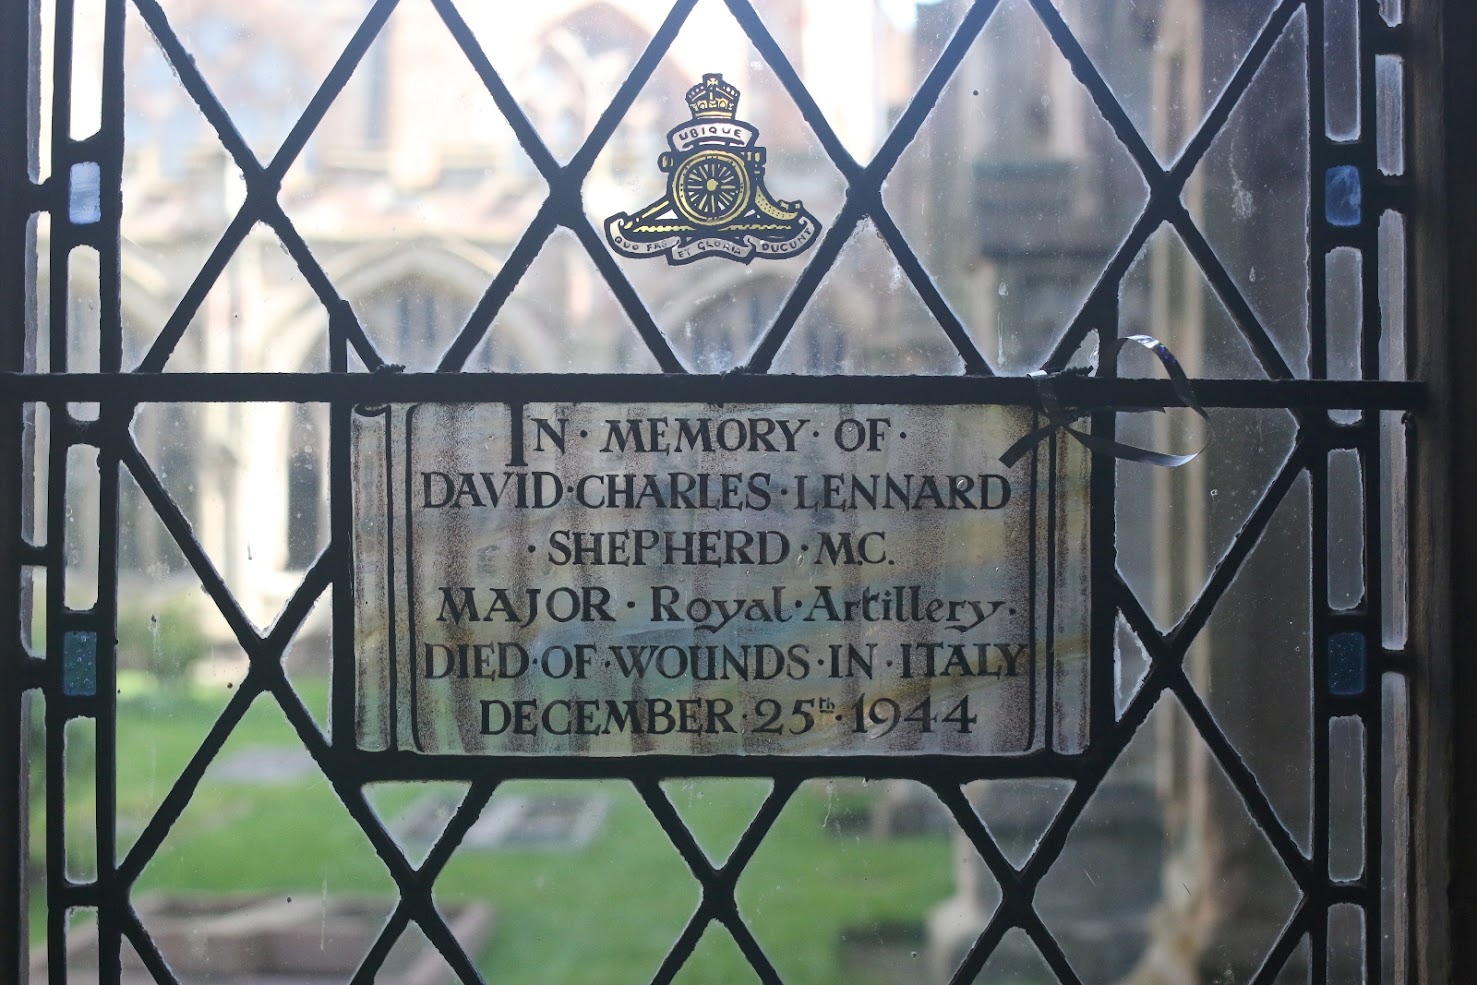 UBIQUE
QUO FAS ET GLORIA DUCUNT
IN · MEMORY · OF ·
DAVID · CHARLES · LENNARD
· SHEPHERD · M.C.
MAJOR · Royal · Artillery ·
DIED · OF · WOUNDS · IN · ITALY
DECEMBER · 25th · 1944